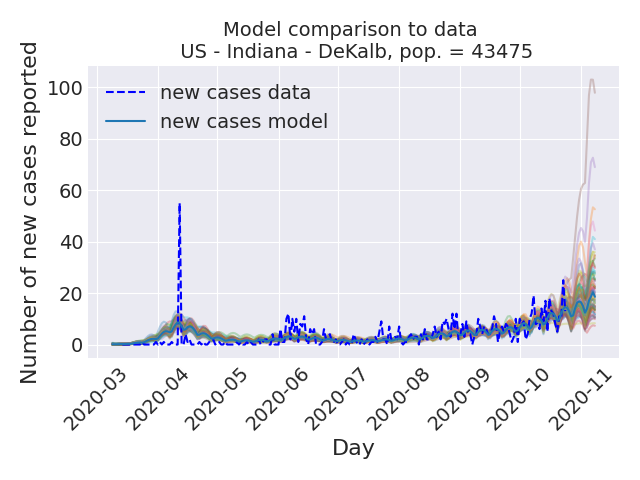 Model comparison to data
US - Indiana - DeKalb, pop. = 43475
Number of new cases reported
100
80
60
40
20
0
new cases data
new cases model
2020-03
2020-04
2020-05
2020-06
2020-07
2020-08
2020-09
2020-10
2020-11
Day